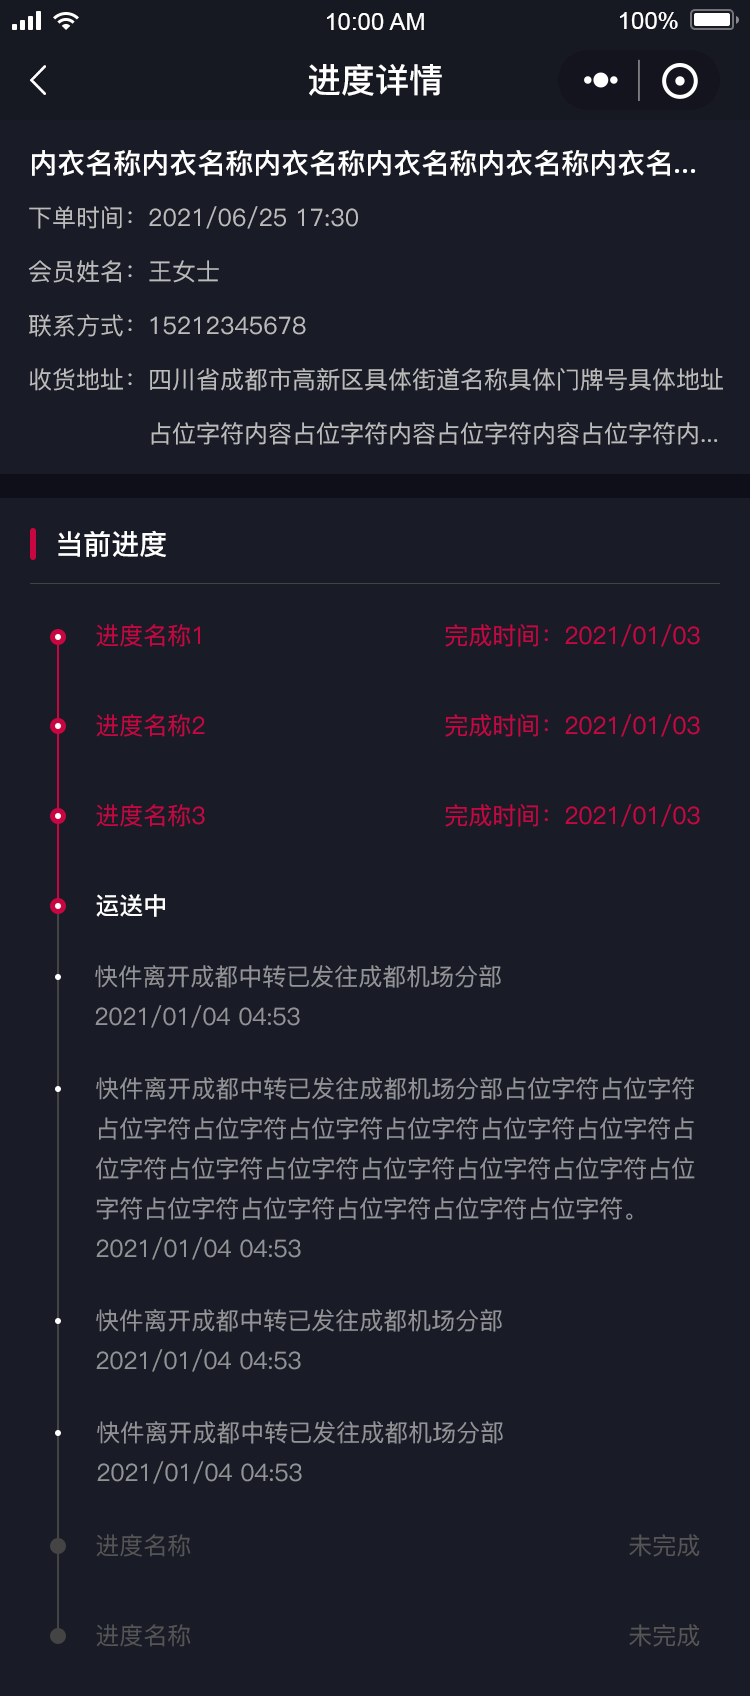 10:00 AM
100%
进度详情
内衣名称内衣名称内衣名称内衣名称内衣名称内衣名...
下单时间：2021/06/25 17:30
会员姓名：王女士
联系方式：15212345678
收货地址：四川省成都市高新区具体街道名称具体门牌号具体地址
占位字符内容占位字符内容占位字符内容占位字符内...
当前进度
进度名称1 完成时间：2021/01/03
进度名称2 完成时间：2021/01/03
进度名称3 完成时间：2021/01/03
运送中
快件离开成都中转已发往成都机场分部
2021/01/04 04:53
快件离开成都中转已发往成都机场分部占位字符占位字符
占位字符占位字符占位字符占位字符占位字符占位字符占
位字符占位字符占位字符占位字符占位字符占位字符占位
字符占位字符占位字符占位字符占位字符占位字符。
2021/01/04 04:53
快件离开成都中转已发往成都机场分部
2021/01/04 04:53
快件离开成都中转已发往成都机场分部
2021/01/04 04:53
进度名称 未完成
进度名称 未完成